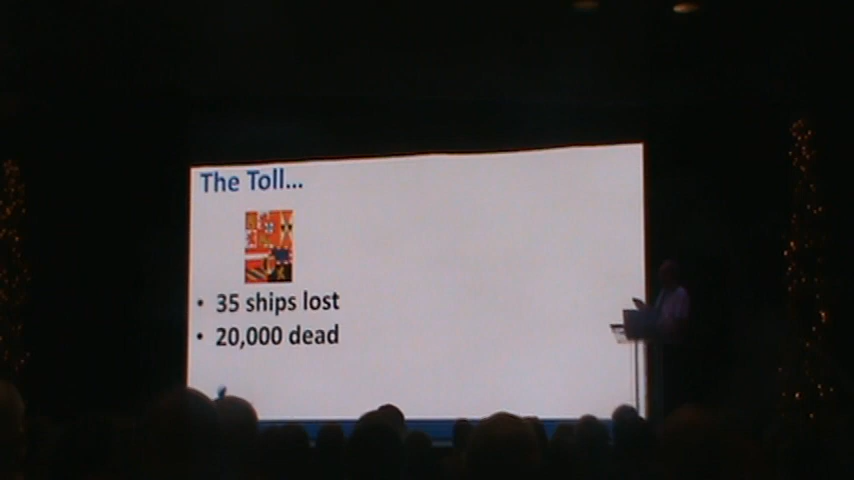 The Toll...
• 35 ships lost
• 20,000 dead